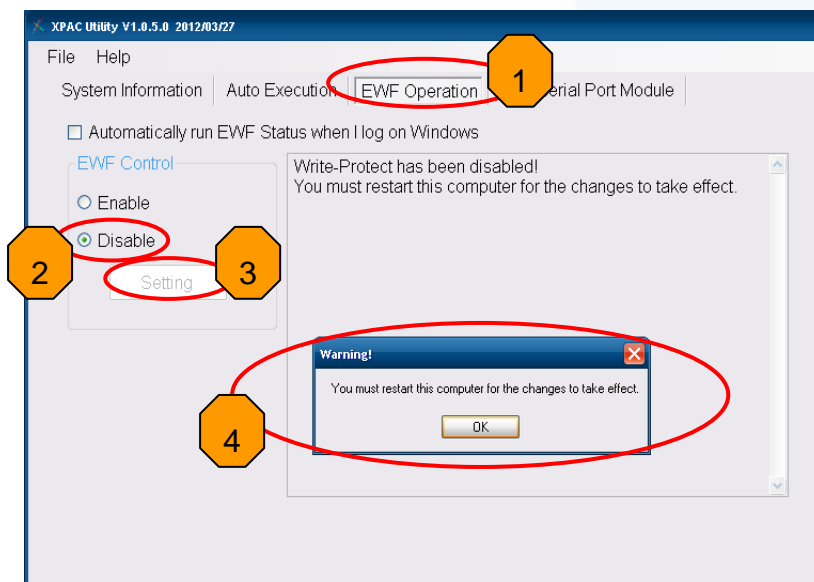 XPAC Utility V1.0.5.0 2012/03/27
File Help
System Information Auto Execution EWF Operation 1 erial Port Module
Automatically run EWF Status when I log on Windows
EWF Control
Enable
Disable
2
Setting
3
Write-Protect has been disabled!
You must restart this computer for the changes to take effect.
Warning!
You must restart this computer for the changes to take effect.
OK
4